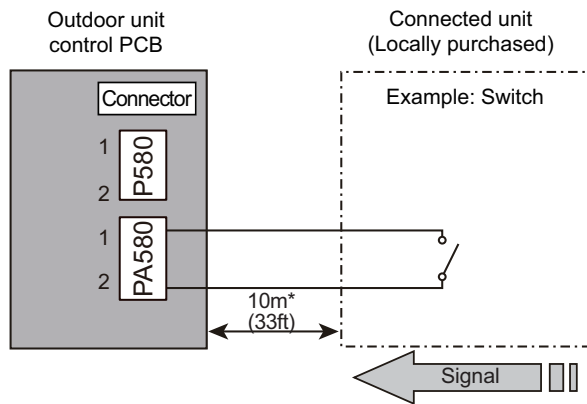 Outdoor unit
control PCB
Connected unit
(Locally purchased)
Connector
Example: Switch
1
2
P580
1
2
PA580
10m*
(33ft)
Signal